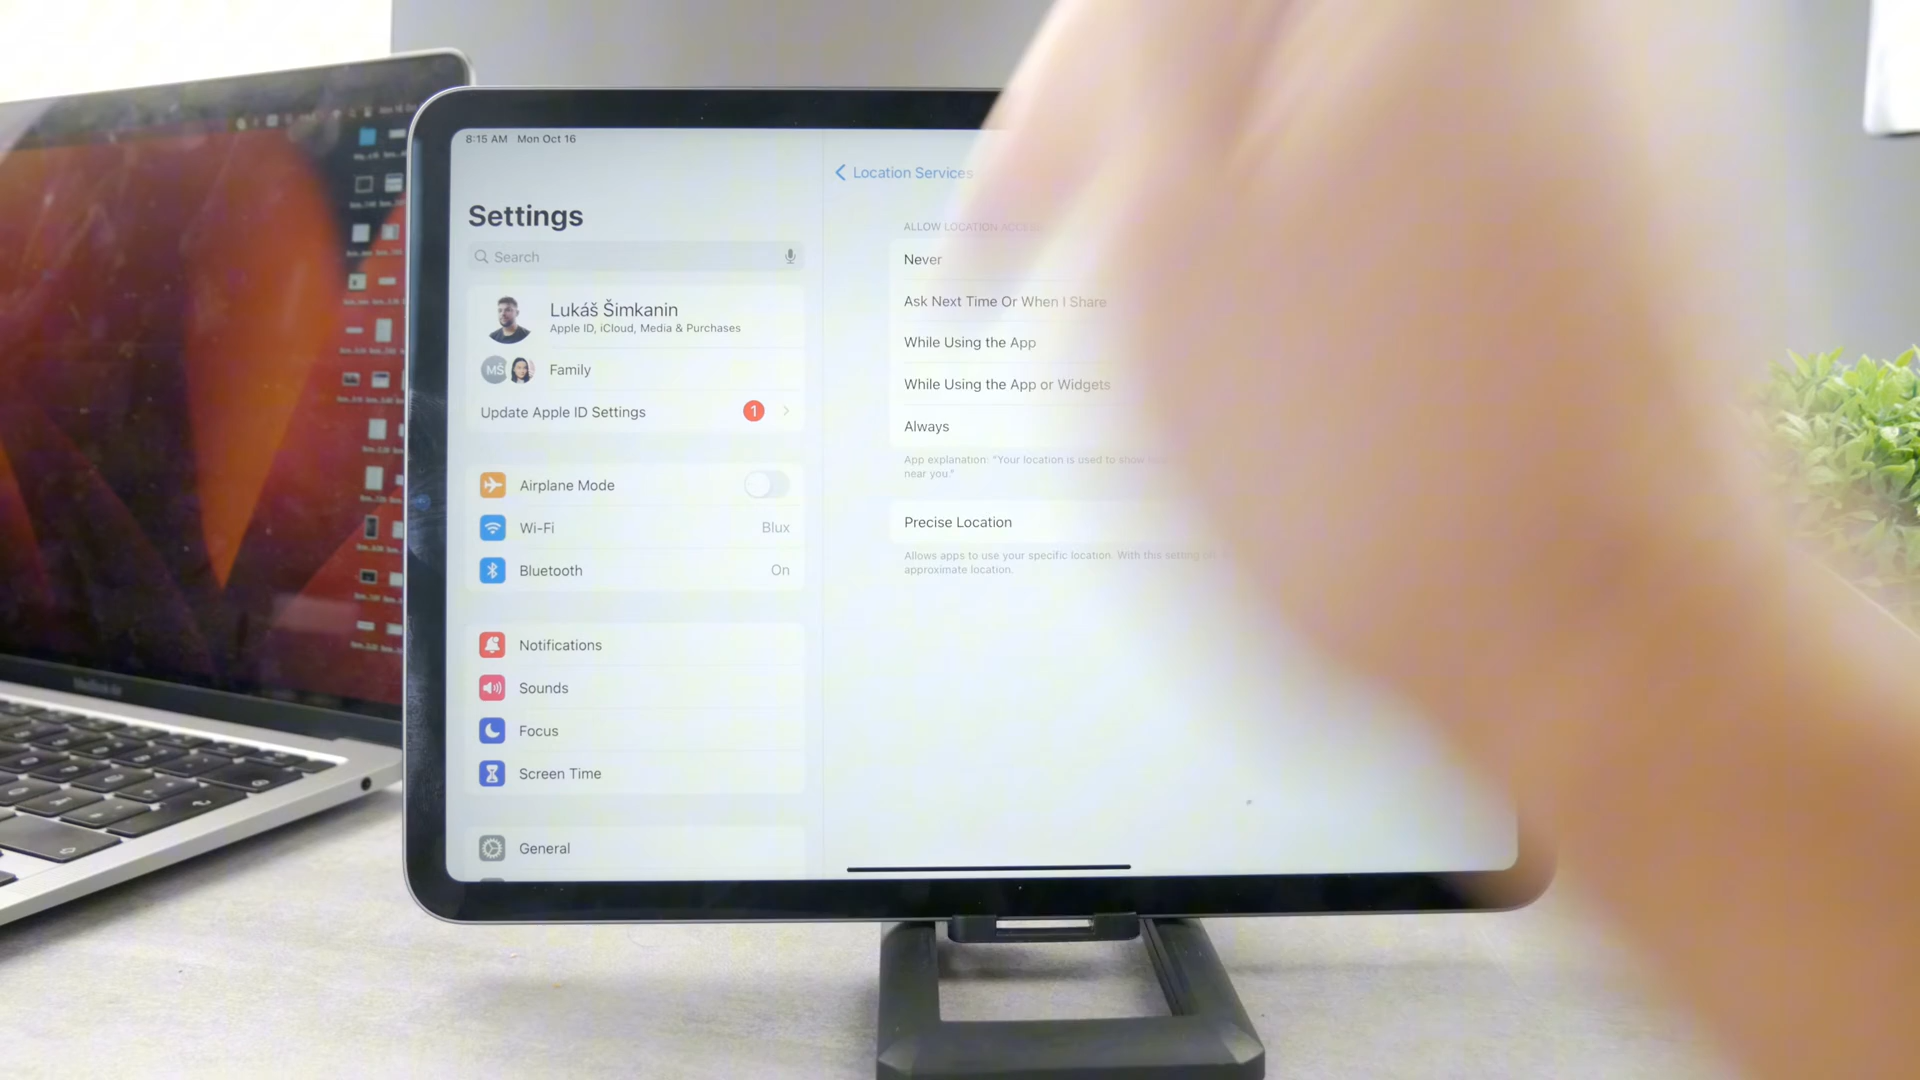 8:15 AM Mon Oct 16
Settings
Search
Lukáš Šimkanin
Apple ID, iCloud, Media & Purchases
MŠ
Family
Update Apple ID Settings
1
Airplane Mode
Wi-Fi
Blux
Bluetooth
On
Notifications
Sounds
Focus
Screen Time
General
Location Services
ALLOW LOCATION ACCESS
Never
Ask Next Time Or When I Share
While Using the App
While Using the App or Widgets
Always
App explanation: "Your location is used to show
near you."
Precise Location
Allows apps to use your specific location. With this setting
approximate location.